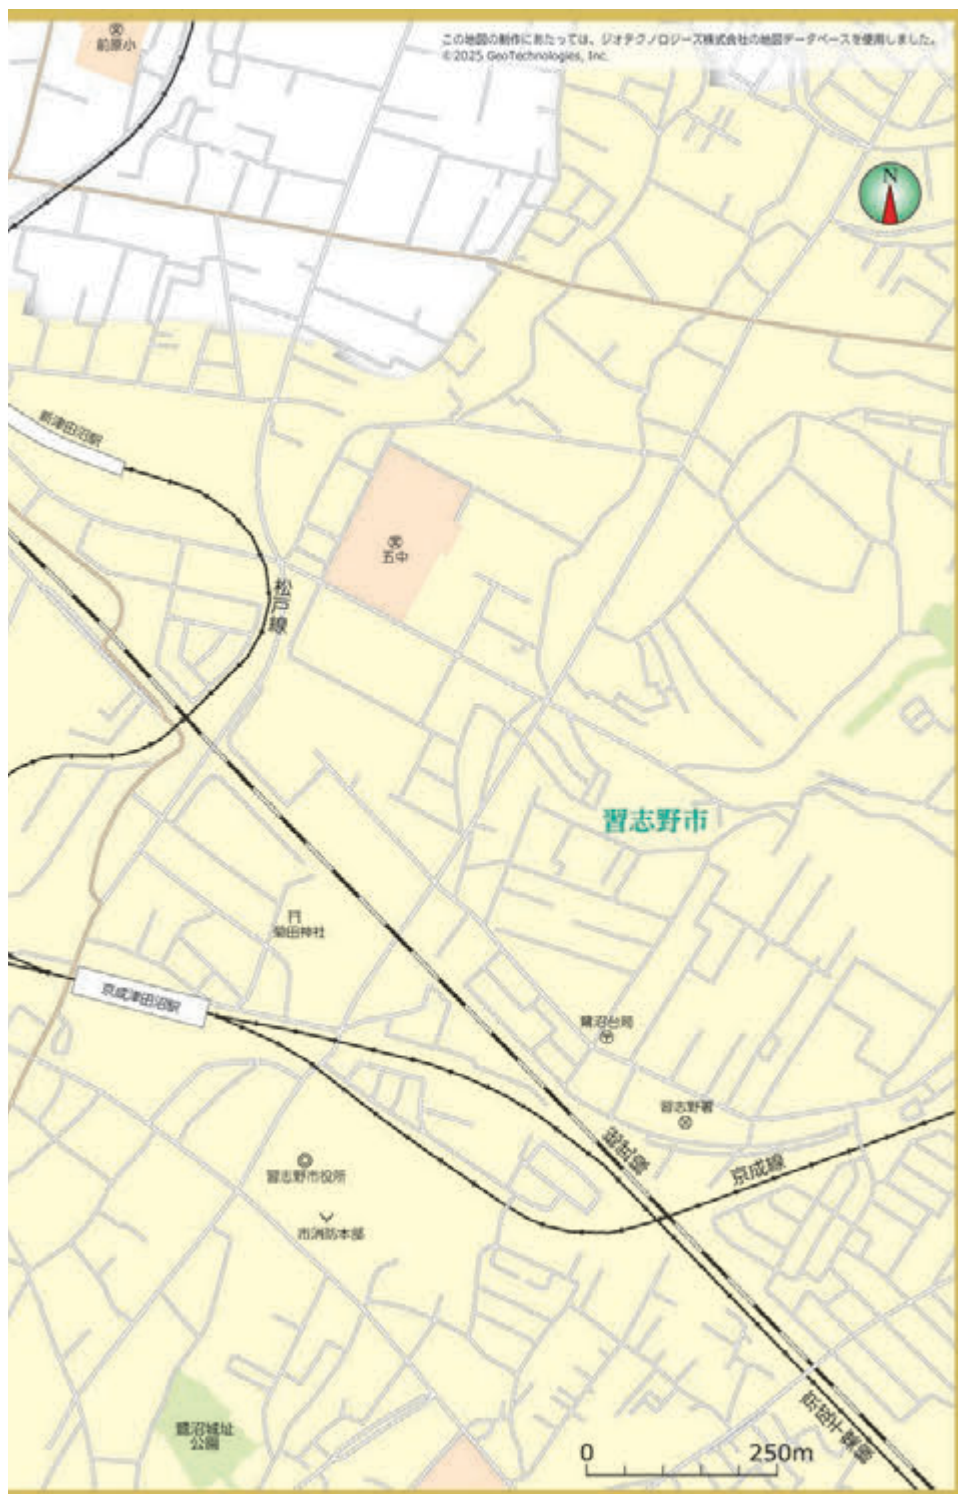 前原小
この地図の制作にあたっては、ジオテクノロジーズ株式会社の地図データベースを使用しました。
©2025 GeoTechnologies, Inc.
N
新津田沼駅
五中
松戸線
習志野市
菊田神社
京成津田沼駅
鷺沼台局
習志野署
総武線
京成線
習志野市役所
市消防本部
京成千葉線
鷺沼城址
公園
0 250m